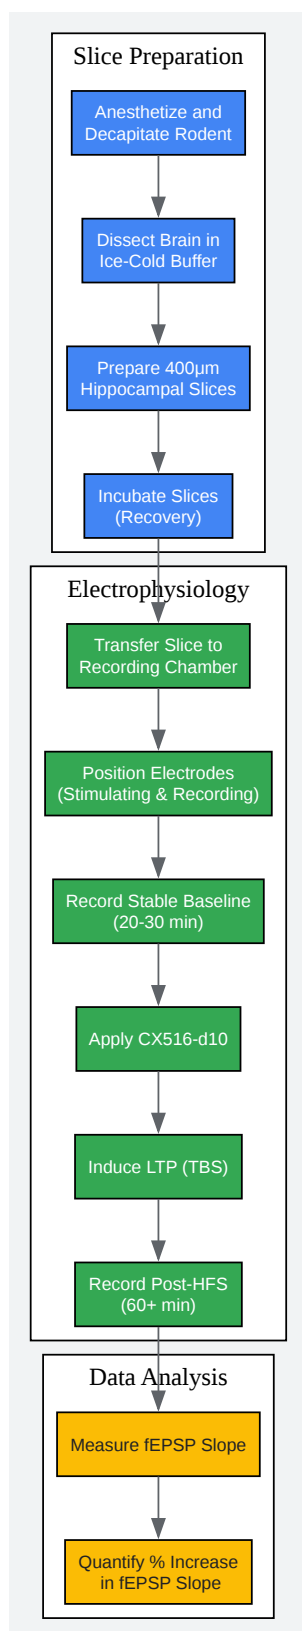 Slice Preparation
Anesthetize and
Decapitate Rodent
Dissect Brain in
Ice-Cold Buffer
Prepare 400μm
Hippocampal Slices
Incubate Slices
(Recovery)
Electrophysiology
Transfer Slice to
Recording Chamber
Position Electrodes
(Stimulating & Recording)
Record Stable Baseline
(20-30 min)
Apply CX516-d10
Induce LTP (TBS)
Record Post-HFS
(60+ min)
Data Analysis
Measure fEPSP Slope
Quantify % Increase
in fEPSP Slope